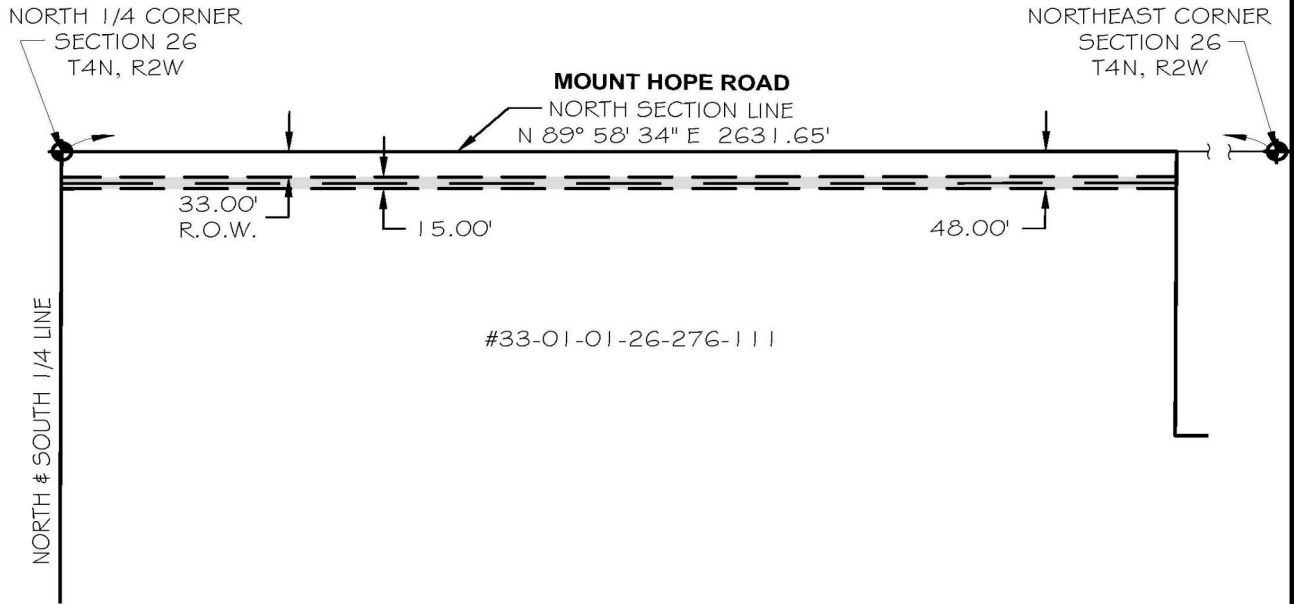 NORTH 1/4 CORNER
SECTION 26
T4N, R2W
NORTHEAST CORNER
SECTION 26
T4N, R2W
MOUNT HOPE ROAD
NORTH SECTION LINE
N 89° 58' 34" E 2631.65'
33.00'
R.O.W.
15.00'
48.00'
#33-01-01-26-276-111
NORTH & SOUTH 1/4 LINE